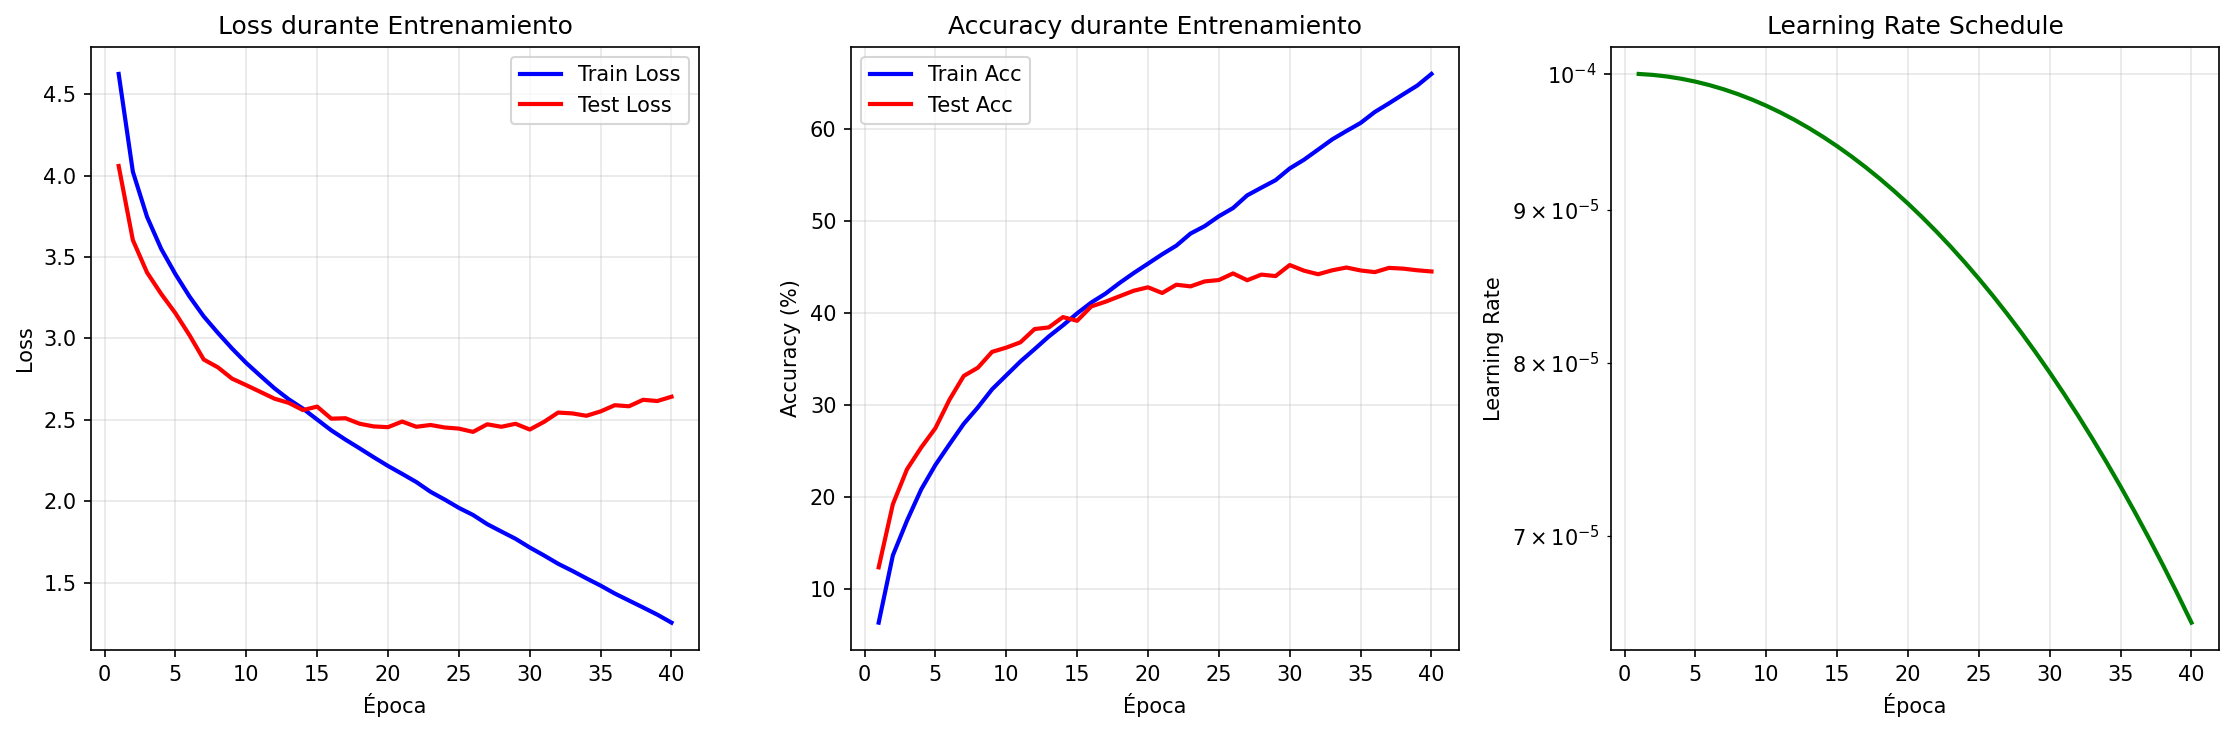 Loss durante Entrenamiento
Train Loss
Test Loss
4.5
4.0
3.5
3.0
2.5
2.0
1.5
Loss
0 5 10 15 20 25 30 35 40
Época
Accuracy durante Entrenamiento
Train Acc
Test Acc
60
50
40
30
20
10
Accuracy (%)
0 5 10 15 20 25 30 35 40
Época
Learning Rate Schedule
10⁻⁴
9 × 10⁻⁵
8 × 10⁻⁵
7 × 10⁻⁵
Learning Rate
0 5 10 15 20 25 30 35 40
Época